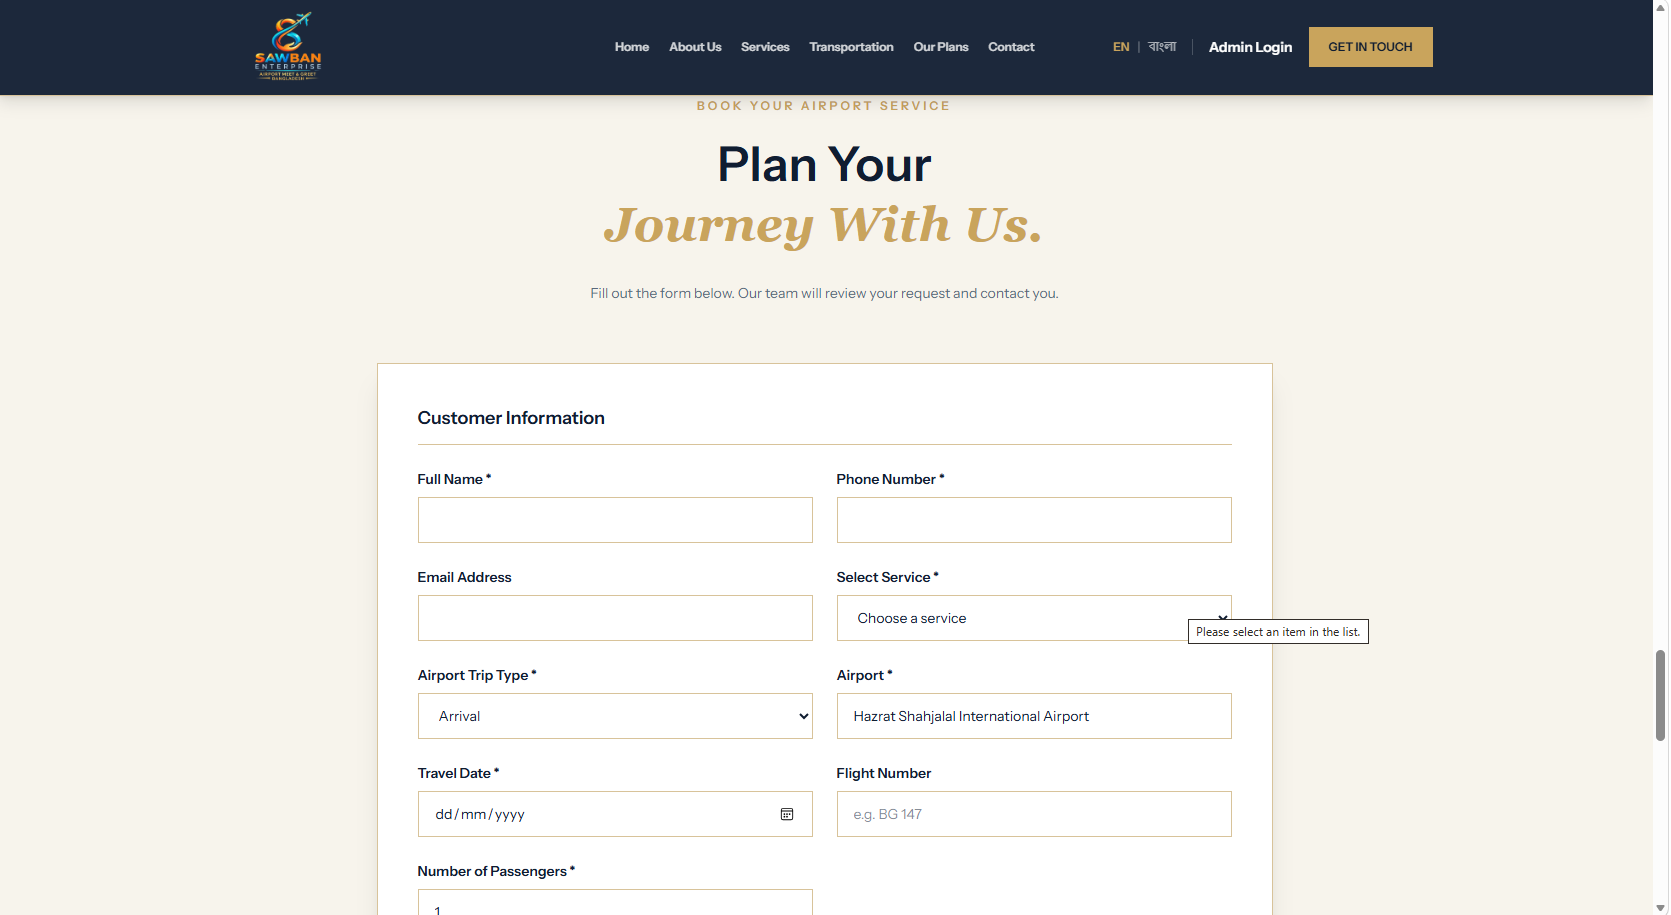 SAWBAN
ENTERPRISE
AIRPORT MEET & GREET
BANGLADESH
Home
About Us
Services
Transportation
Our Plans
Contact
EN | বাংলা
Admin Login
GET IN TOUCH
BOOK YOUR AIRPORT SERVICE
Plan Your
Journey With Us.
Fill out the form below. Our team will review your request and contact you.
Customer Information
Full Name *
Phone Number *
Email Address
Select Service *
Choose a service
Please select an item in the list.
Airport Trip Type *
Airport *
Arrival
Hazrat Shahjalal International Airport
Travel Date *
Flight Number
dd/mm/yyyy
e.g. BG 147
Number of Passengers *
1